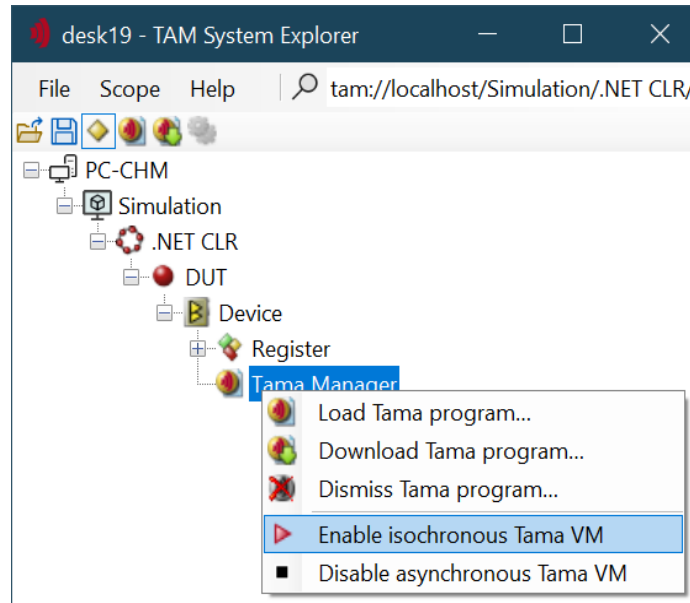 desk19 - TAM System Explorer
File Scope Help tam://localhost/Simulation/.NET CLR/
PC-CHM
Simulation
.NET CLR
DUT
Device
Register
Tama Manager
Load Tama program...
Download Tama program...
Dismiss Tama program...
Enable isochronous Tama VM
Disable asynchronous Tama VM